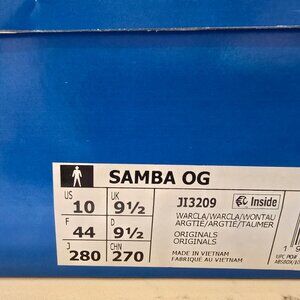 SAMBA OG
US UK
10 9½
F D
44 9½
J CHN
280 270
JI3209 Inside
WARCLA/WARCLA/WONTAU
ARGTIE/ARGTIE/TAUMER
ORIGINALS
ORIGINALS
MADE IN VIETNAM
FABRIQUÉ AU VIETNAM